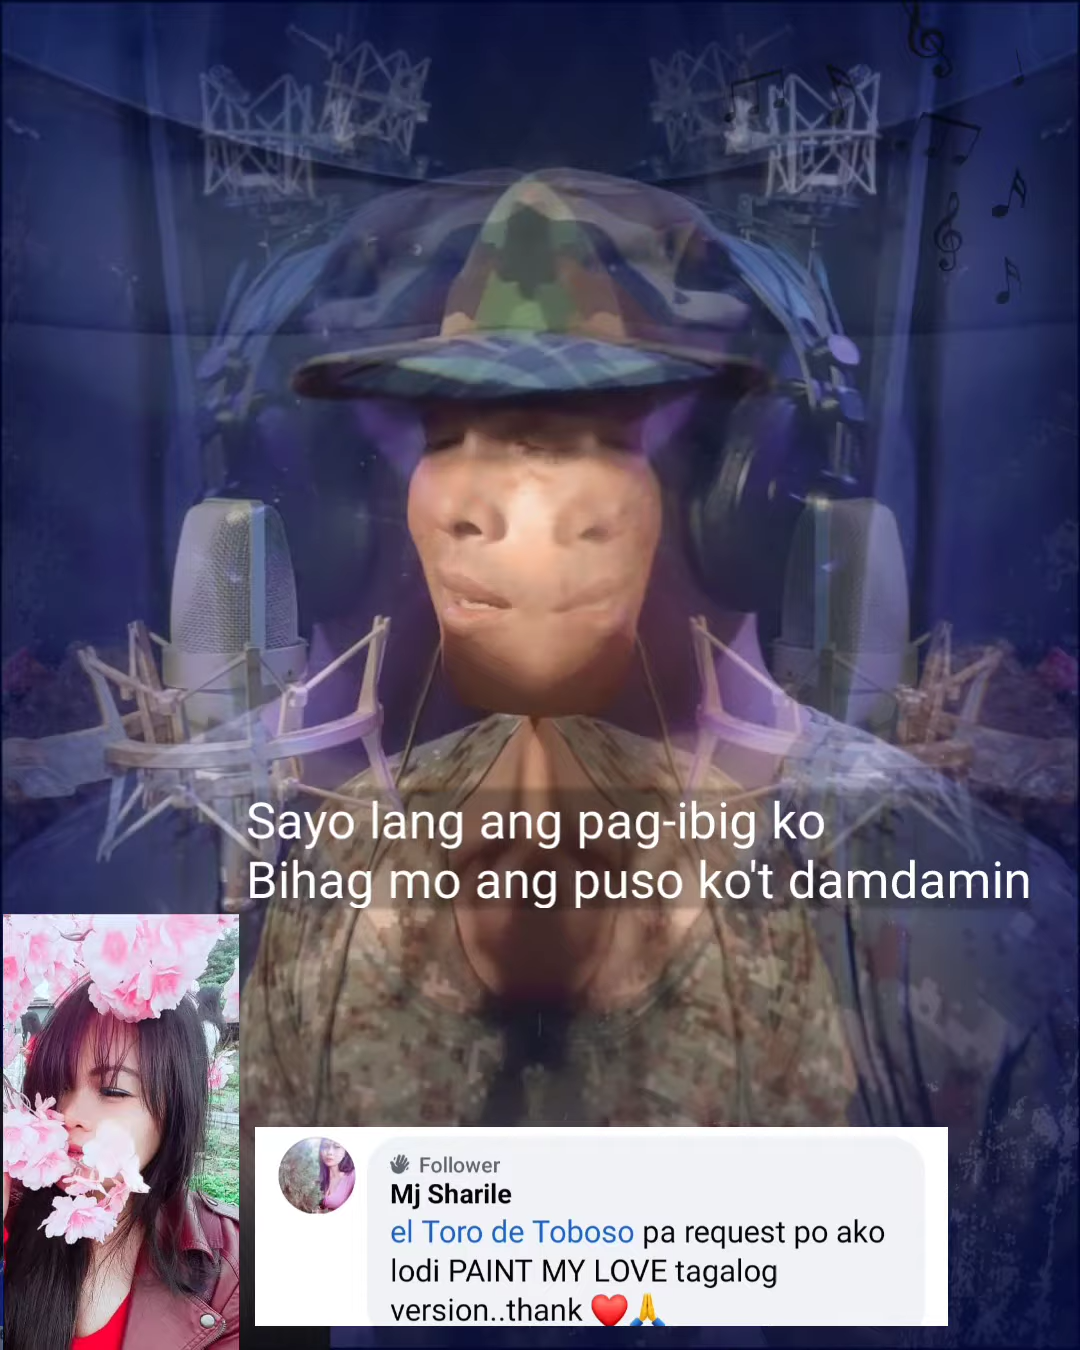 Sayo lang ang pag-ibig ko
Bihag mo ang puso ko't damdamin
Follower
Mj Sharile
el Toro de Toboso pa request po ako
lodi PAINT MY LOVE tagalog
version..thank ❤️🙏